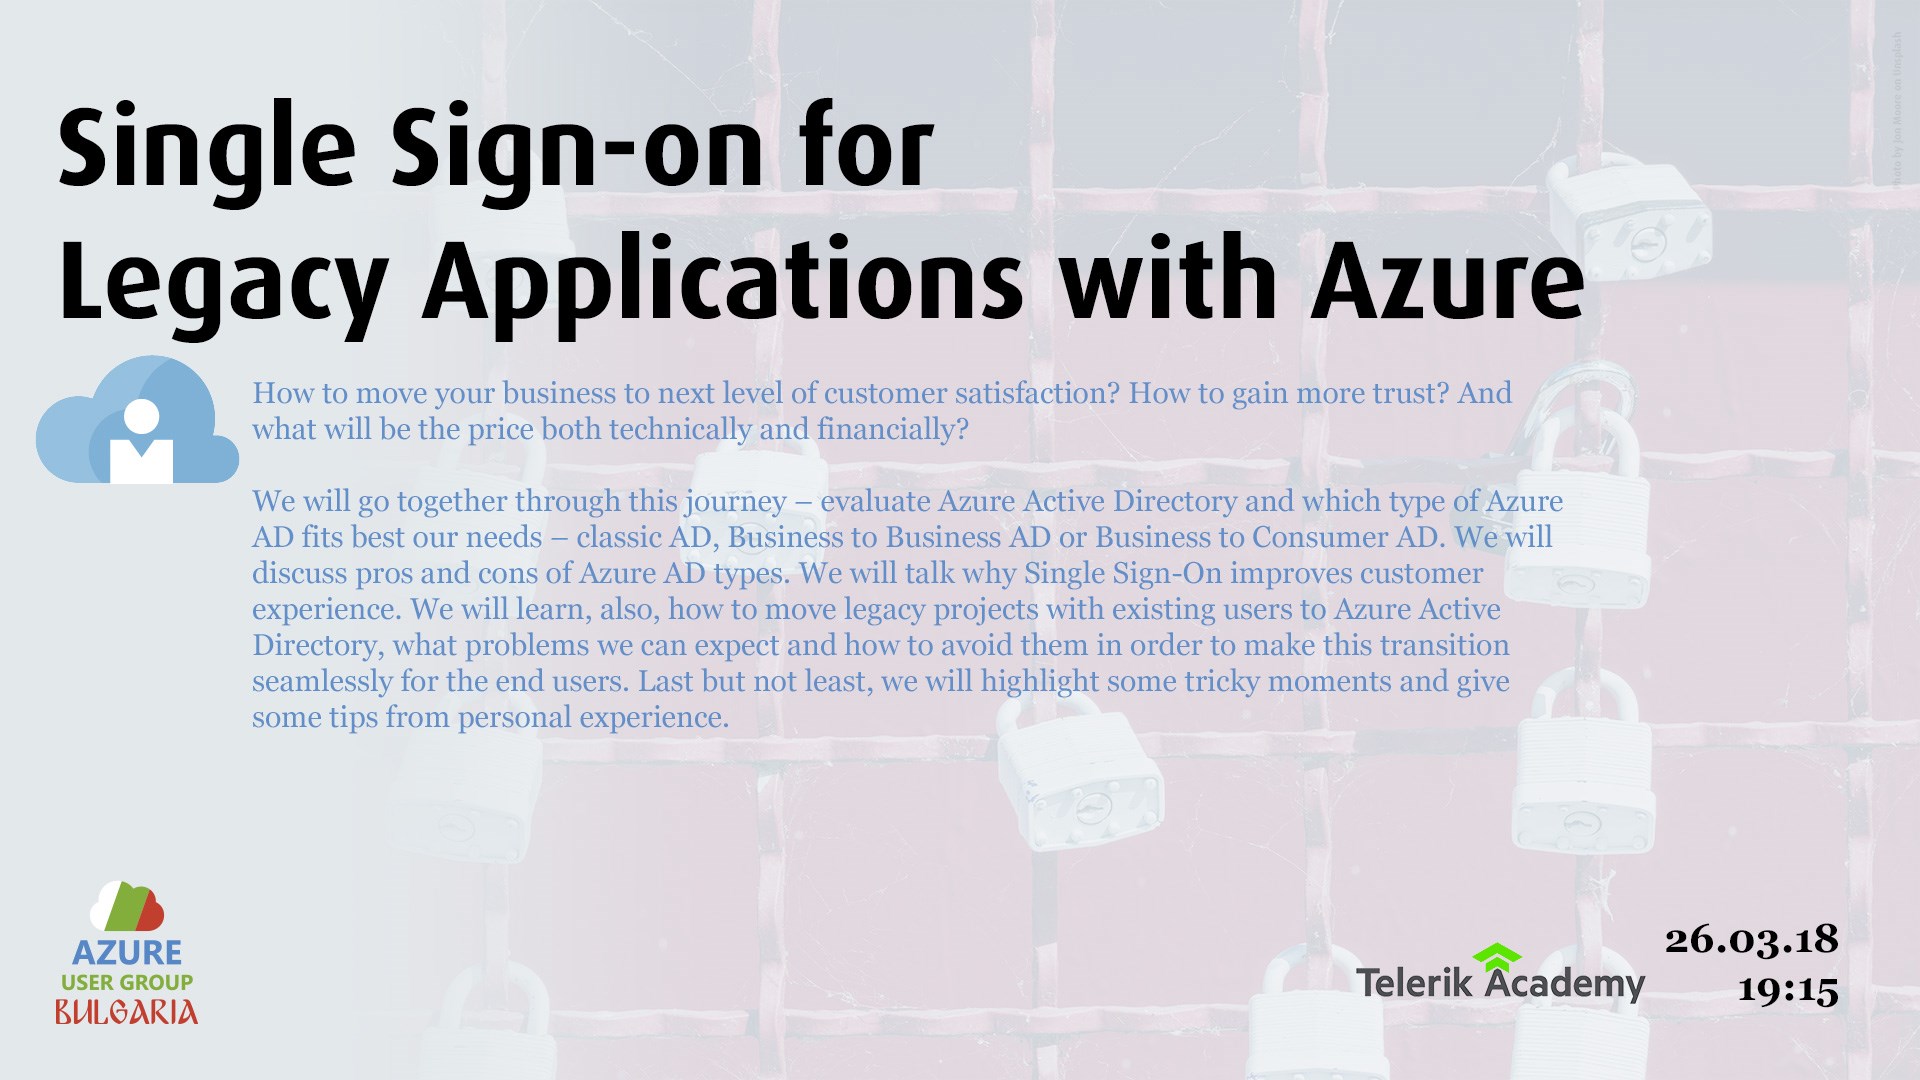 Single Sign-on for
Legacy Applications with Azure
How to move your business to next level of customer satisfaction? How to gain more trust? And
what will be the price both technically and financially?
We will go together through this journey – evaluate Azure Active Directory and which type of Azure
AD fits best our needs – classic AD, Business to Business AD or Business to Consumer AD. We will
discuss pros and cons of Azure AD types. We will talk why Single Sign-On improves customer
experience. We will learn, also, how to move legacy projects with existing users to Azure Active
Directory, what problems we can expect and how to avoid them in order to make this transition
seamlessly for the end users. Last but not least, we will highlight some tricky moments and give
some tips from personal experience.
AZURE
USER GROUP
BULGARIA
Telerik Academy
26.03.18
19:15
Photo by Jon Moore on Unsplash